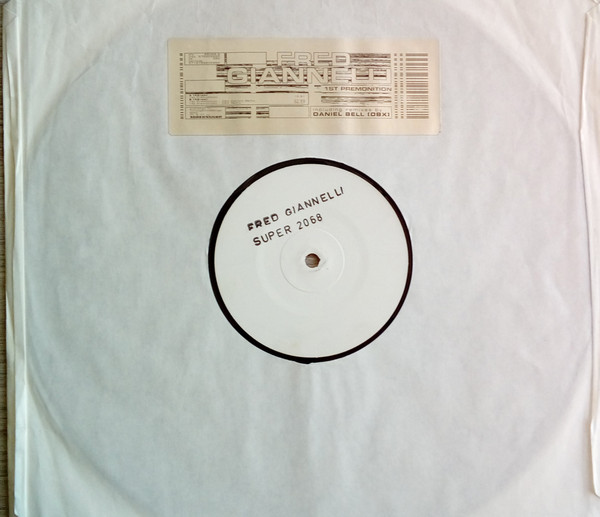 FRED
GIANNELLI
1ST PREMONITION
DANIEL BELL [DBX]
FRED GIANNELLI
SUPER 2068